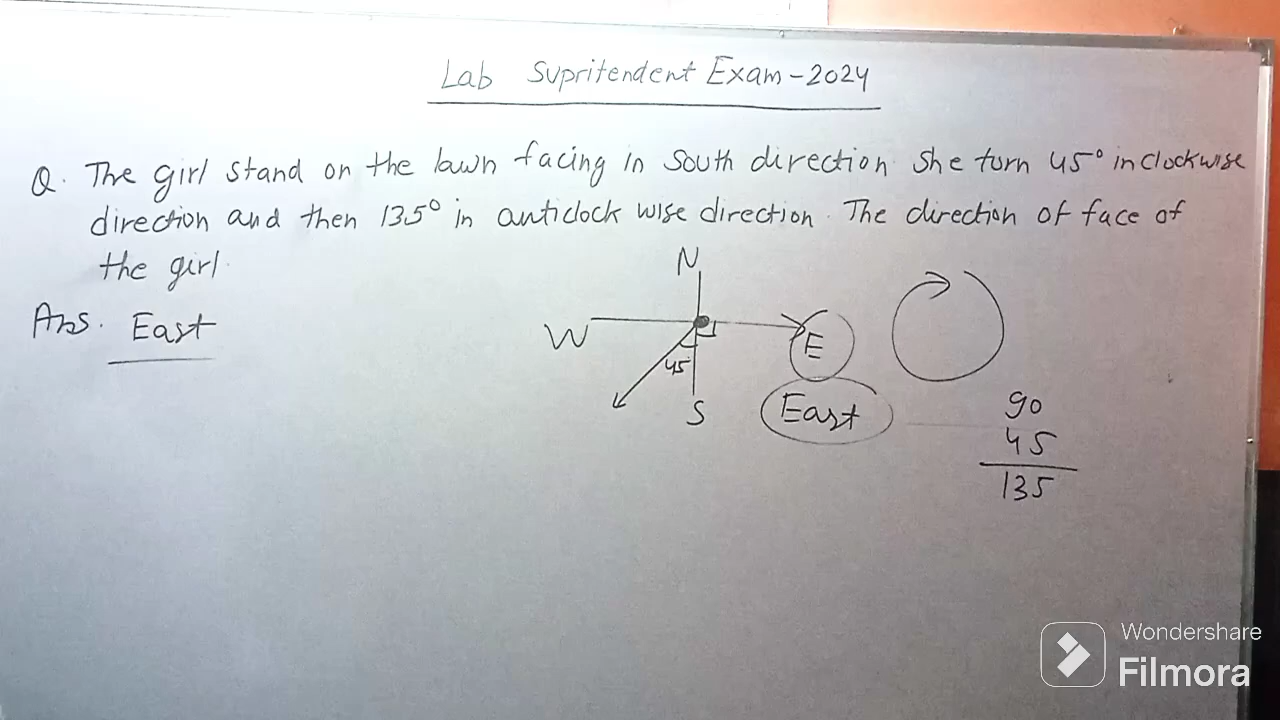 Lab Supritendent Exam-2024
Q. The girl stand on the lawn facing in South direction. She turn 45° in clockwise
direction and then 135° in anticlock wise direction. The direction of face of
the girl.
Ans. East
N
W
E
45
S
East
90
45
135
Wondershare
Filmora